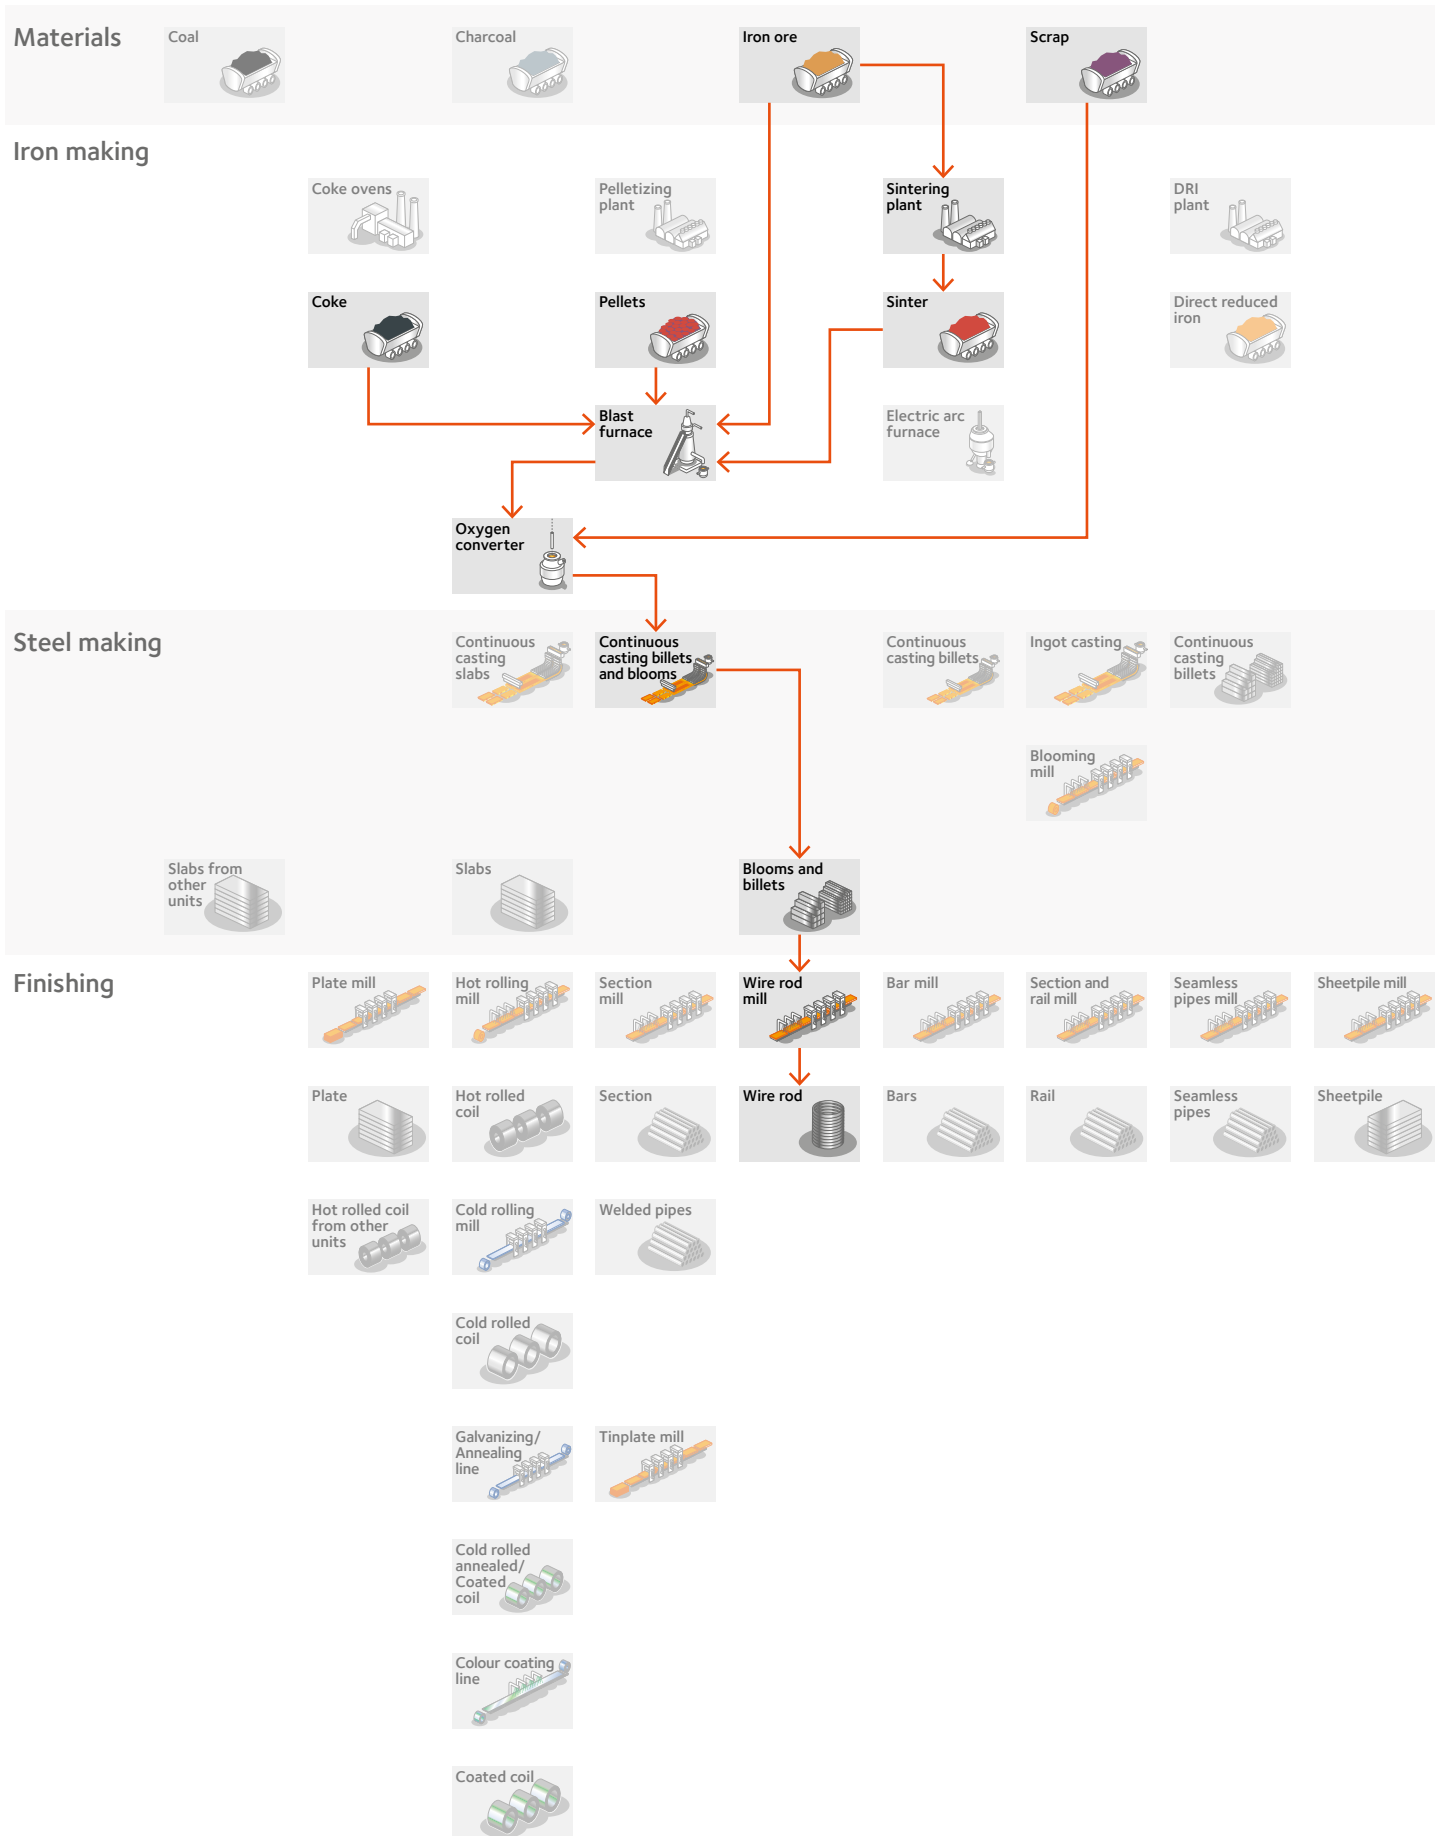 Materials
Coal
Charcoal
Iron ore
Scrap
Iron making
Coke ovens
Pelletizing
plant
Sintering
plant
DRI
plant
Coke
Pellets
Sinter
Direct reduced
iron
Blast
furnace
Electric arc
furnace
Oxygen
converter
Steel making
Continuous
casting
slabs
Continuous
casting billets
and blooms
Continuous
casting billets
Ingot casting
Continuous
casting
billets
Blooming
mill
Slabs from
other
units
Slabs
Blooms and
billets
Finishing
Plate mill
Hot rolling
mill
Section
mill
Wire rod
mill
Bar mill
Section and
rail mill
Seamless
pipes mill
Sheetpile mill
Plate
Hot rolled
coil
Section
Wire rod
Bars
Rail
Seamless
pipes
Sheetpile
Hot rolled coil
from other
units
Cold rolling
mill
Welded pipes
Cold rolled
coil
Galvanizing/
Annealing
line
Tinplate mill
Cold rolled
annealed/
Coated
coil
Colour coating
line
Coated coil